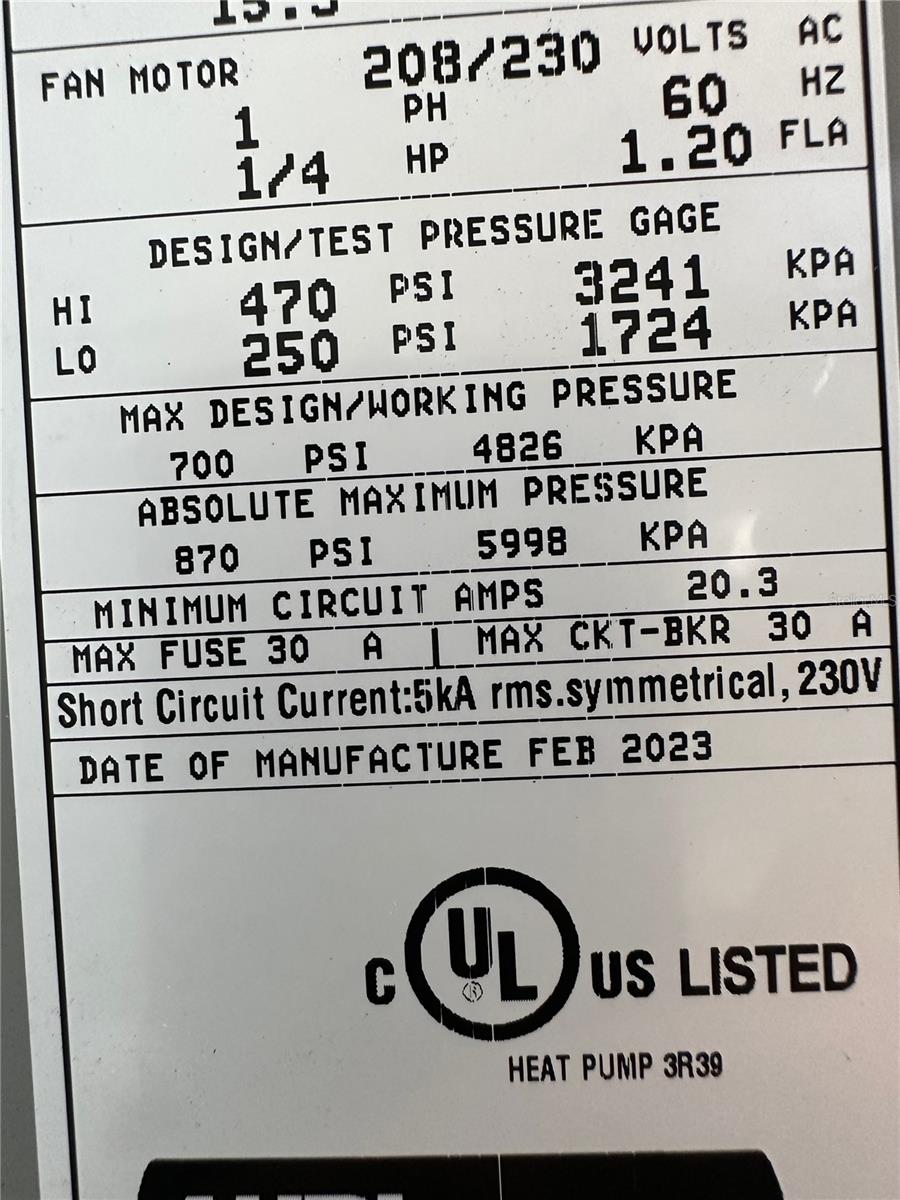 FAN MOTOR 208/230 VOLTS AC
1 PH 60 HZ
1/4 HP 1.20 FLA
DESIGN/TEST PRESSURE GAGE
HI 470 PSI 3241 KPA
LO 250 PSI 1724 KPA
MAX DESIGN/WORKING PRESSURE
700 PSI 4826 KPA
ABSOLUTE MAXIMUM PRESSURE
870 PSI 5998 KPA
MINIMUM CIRCUIT AMPS 20.3
MAX FUSE 30 A | MAX CKT-BKR 30 A
Short Circuit Current:5kA rms.symmetrical, 230V
DATE OF MANUFACTURE FEB 2023
C UL ® US LISTED
HEAT PUMP 3R39